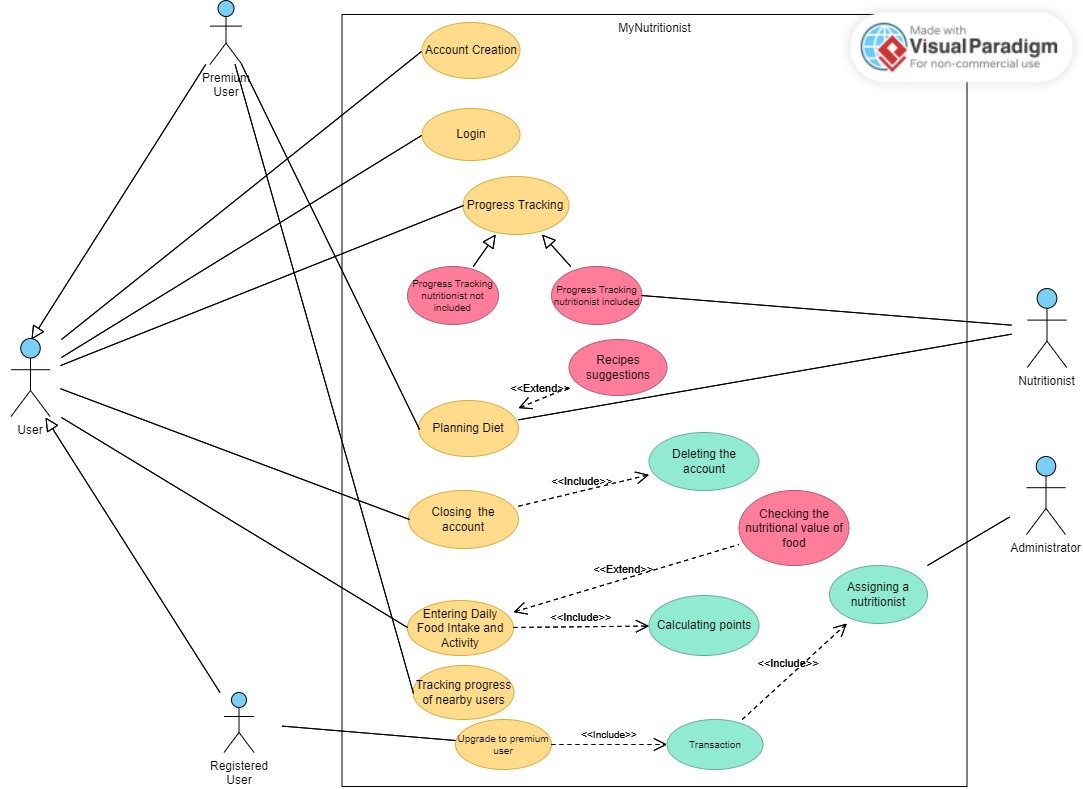 MyNutritionist
Made with
VisualParadigm
For non-commercial use
Premium
User
Account Creation
Login
Progress Tracking
Progress Tracking
nutritionist not
included
Progress Tracking
nutritionist included
Recipes
suggestions
<<Extend>>
Planning Diet
Nutritionist
User
Deleting the
account
<<Include>>
Closing the
account
Checking the
nutritional value of
food
Administrator
<<Extend>>
Assigning a
nutritionist
Entering Daily
Food Intake and
Activity
<<Include>>
Calculating points
<<Include>>
Tracking progress
of nearby users
Upgrade to premium
user
<<Include>>
Transaction
Registered
User